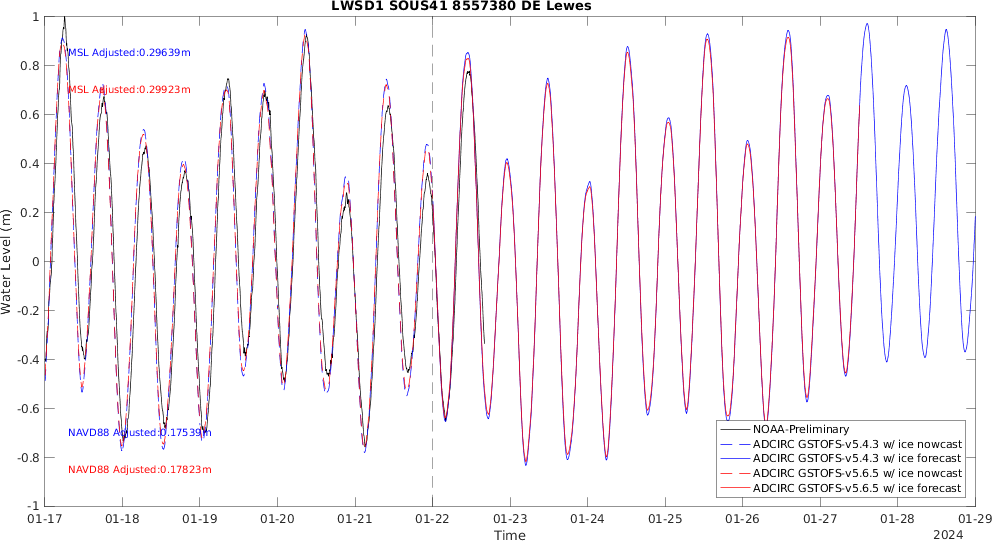 LWSD1 SOUS41 8557380 DE Lewes
1
0.8
0.6
0.4
0.2
0
-0.2
-0.4
-0.6
-0.8
-1
Water Level (m)
MSL Adjusted:0.29639m
MSL Adjusted:0.29923m
NAVD88 Adjusted:0.17539m
NAVD88 Adjusted:0.17823m
NOAA-Preliminary
ADCIRC GSTOFS-v5.4.3 w/ ice nowcast
ADCIRC GSTOFS-v5.4.3 w/ ice forecast
ADCIRC GSTOFS-v5.6.5 w/ ice nowcast
ADCIRC GSTOFS-v5.6.5 w/ ice forecast
01-17 01-18 01-19 01-20 01-21 01-22 01-23 01-24 01-25 01-26 01-27 01-28 01-29
Time
2024